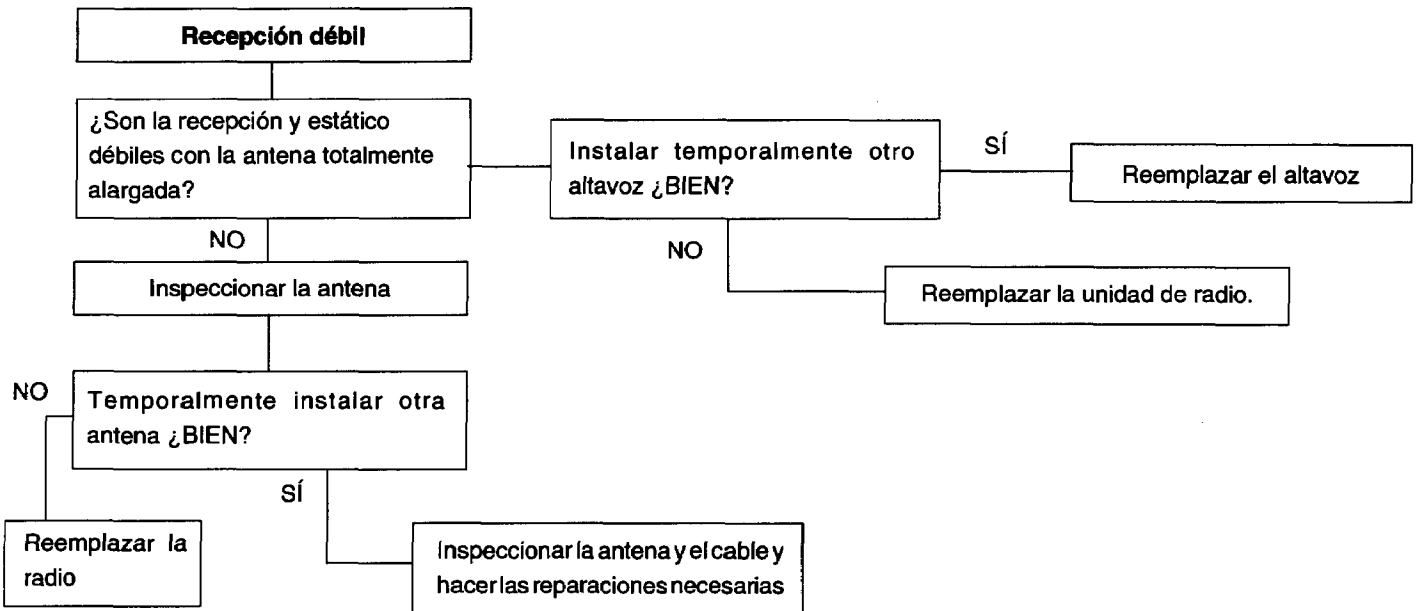 Recepción débil
¿Son la recepción y estático
débiles con la antena totalmente
alargada?
Instalar temporalmente otro
altavoz ¿BIEN?
SÍ
Reemplazar el altavoz
NO
NO
Inspeccionar la antena
Reemplazar la unidad de radio.
NO
Temporalmente instalar otra
antena ¿BIEN?
SÍ
Reemplazar la
radio
Inspeccionar la antena y el cable y
hacer las reparaciones necesarias